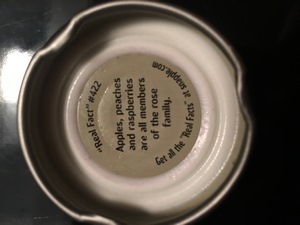 "Real Fact" #422
Apples, peaches
and raspberries
are all members
of the rose
family.
Get all the "Real Facts" at snapple.com